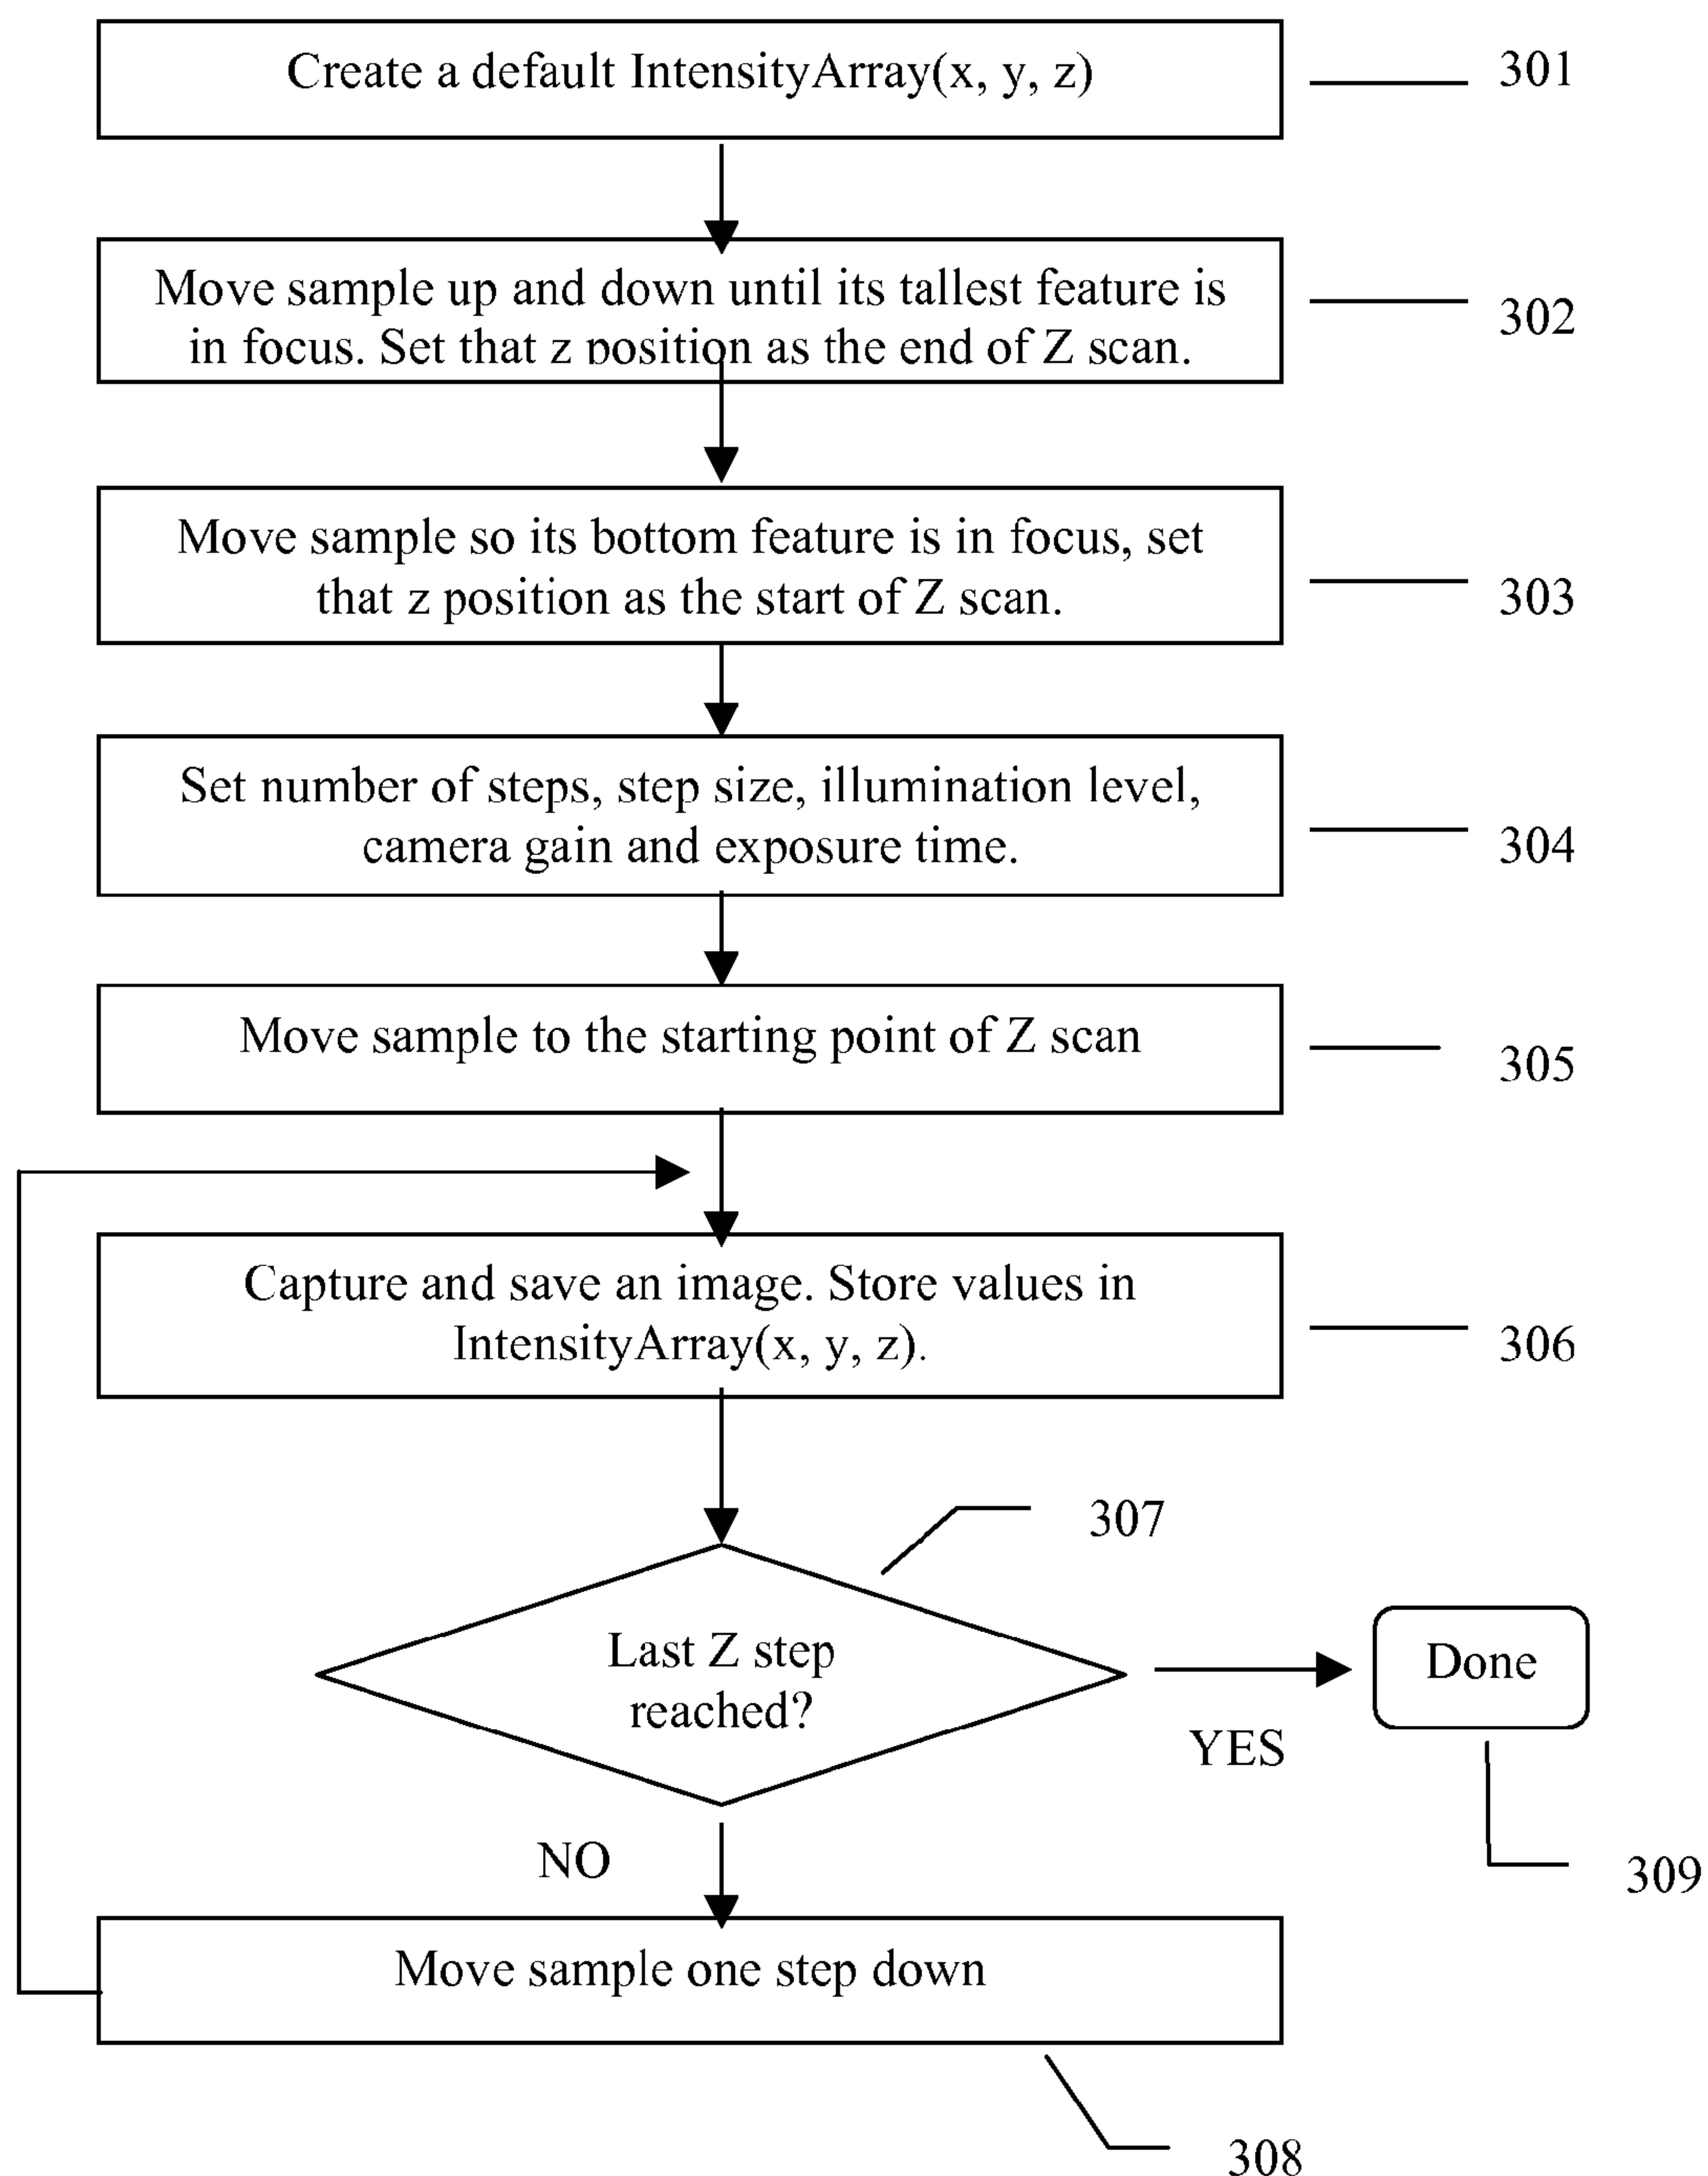 Create a default IntensityArray(x, y, z)
301
Move sample up and down until its tallest feature is
in focus. Set that z position as the end of Z scan.
302
Move sample so its bottom feature is in focus, set
that z position as the start of Z scan.
303
Set number of steps, step size, illumination level,
camera gain and exposure time.
304
Move sample to the starting point of Z scan
305
Capture and save an image. Store values in
IntensityArray(x, y, z).
306
307
Last Z step
reached?
YES
Done
309
NO
Move sample one step down
308